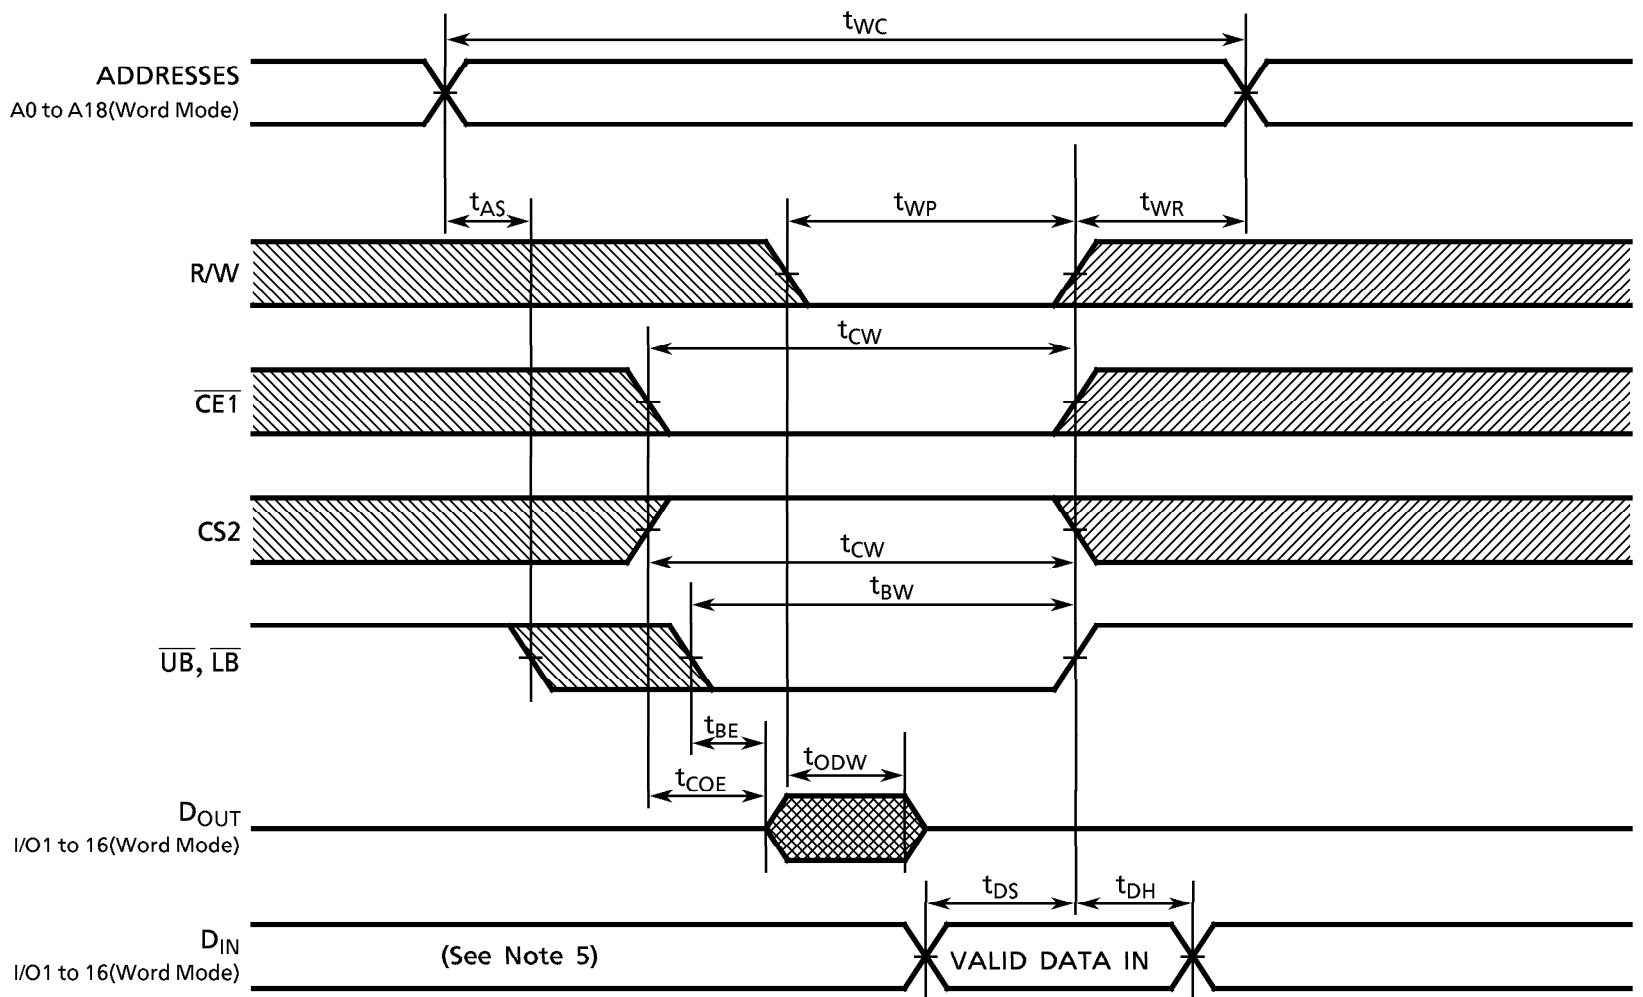 tWC
ADDRESSES
A0 to A18(Word Mode)
tAS
tWP
tWR
R/W
tCW
CE1
CS2
tCW
tBW
UB, LB
tBE
tODW
tCOE
DOUT
I/O1 to 16(Word Mode)
tDS
tDH
DIN
I/O1 to 16(Word Mode)
(See Note 5)
VALID DATA IN